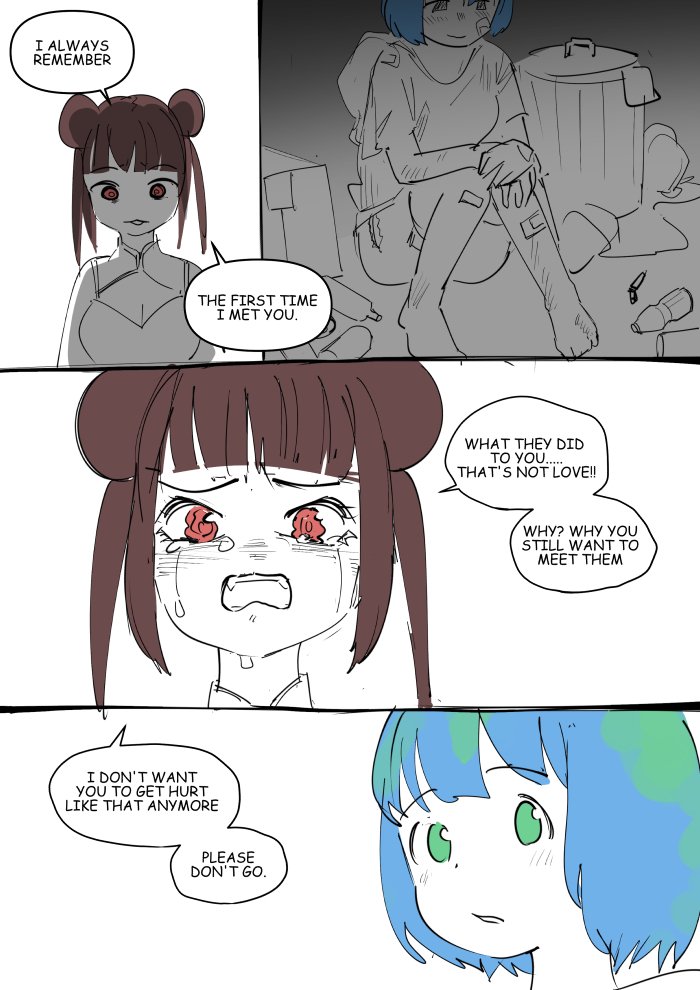 I ALWAYS
REMEMBER
THE FIRST TIME
I MET YOU.
WHAT THEY DID
TO YOU.....
THAT'S NOT LOVE!!
WHY? WHY YOU
STILL WANT TO
MEET THEM
I DON'T WANT
YOU TO GET HURT
LIKE THAT ANYMORE
PLEASE
DON'T GO.